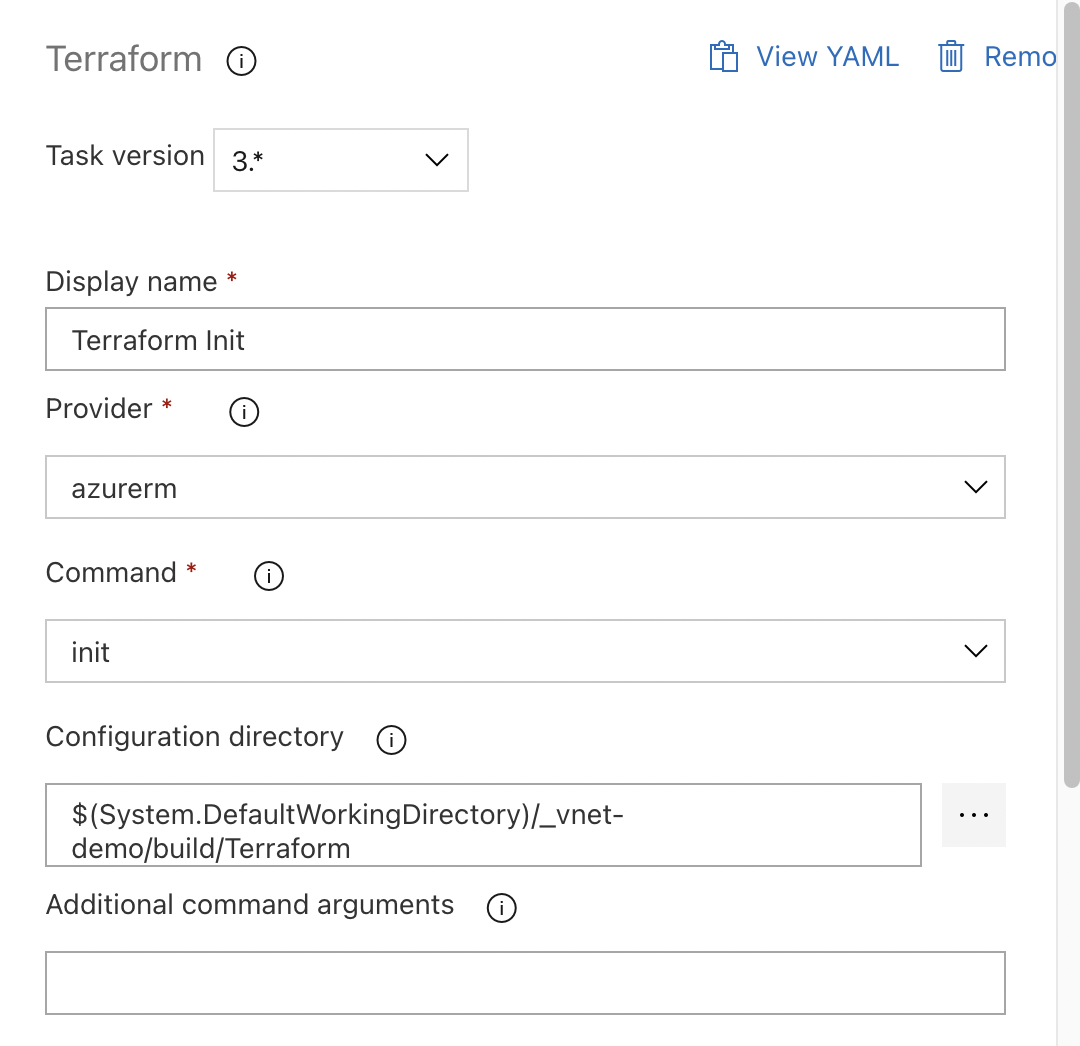 Terraform
View YAML
Remo
Task version
3.*
Display name *
Terraform Init
Provider *
azurerm
Command *
init
Configuration directory
$(System.DefaultWorkingDirectory)/_vnet-
demo/build/Terraform
...
Additional command arguments